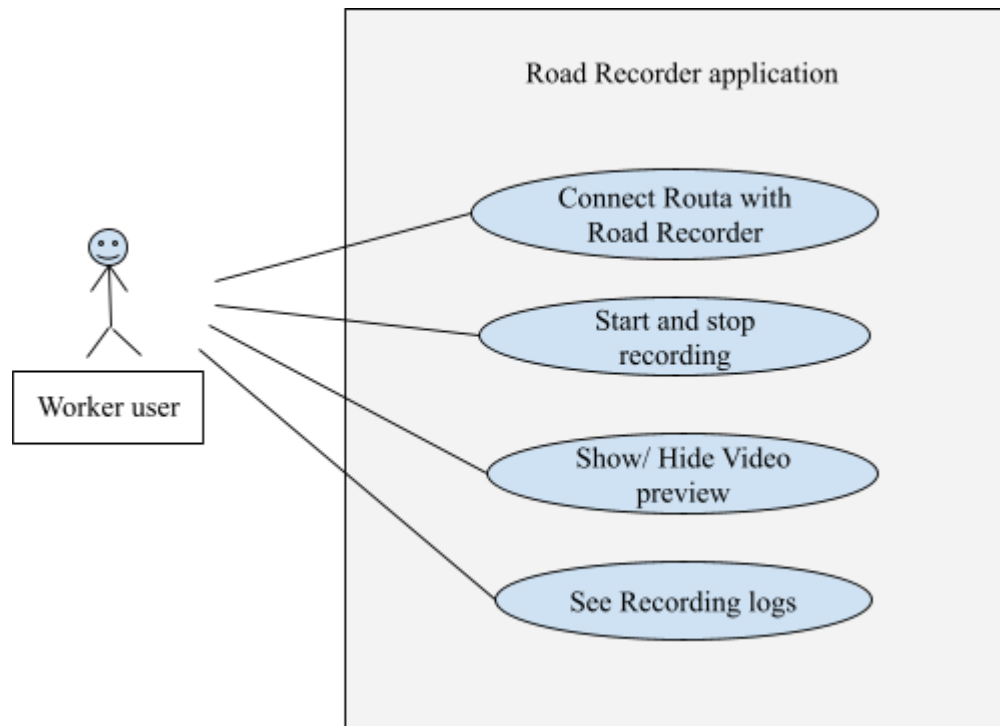 Road Recorder application
Connect Routa with
Road Recorder
Start and stop
recording
Worker user
Show/ Hide Video
preview
See Recording logs